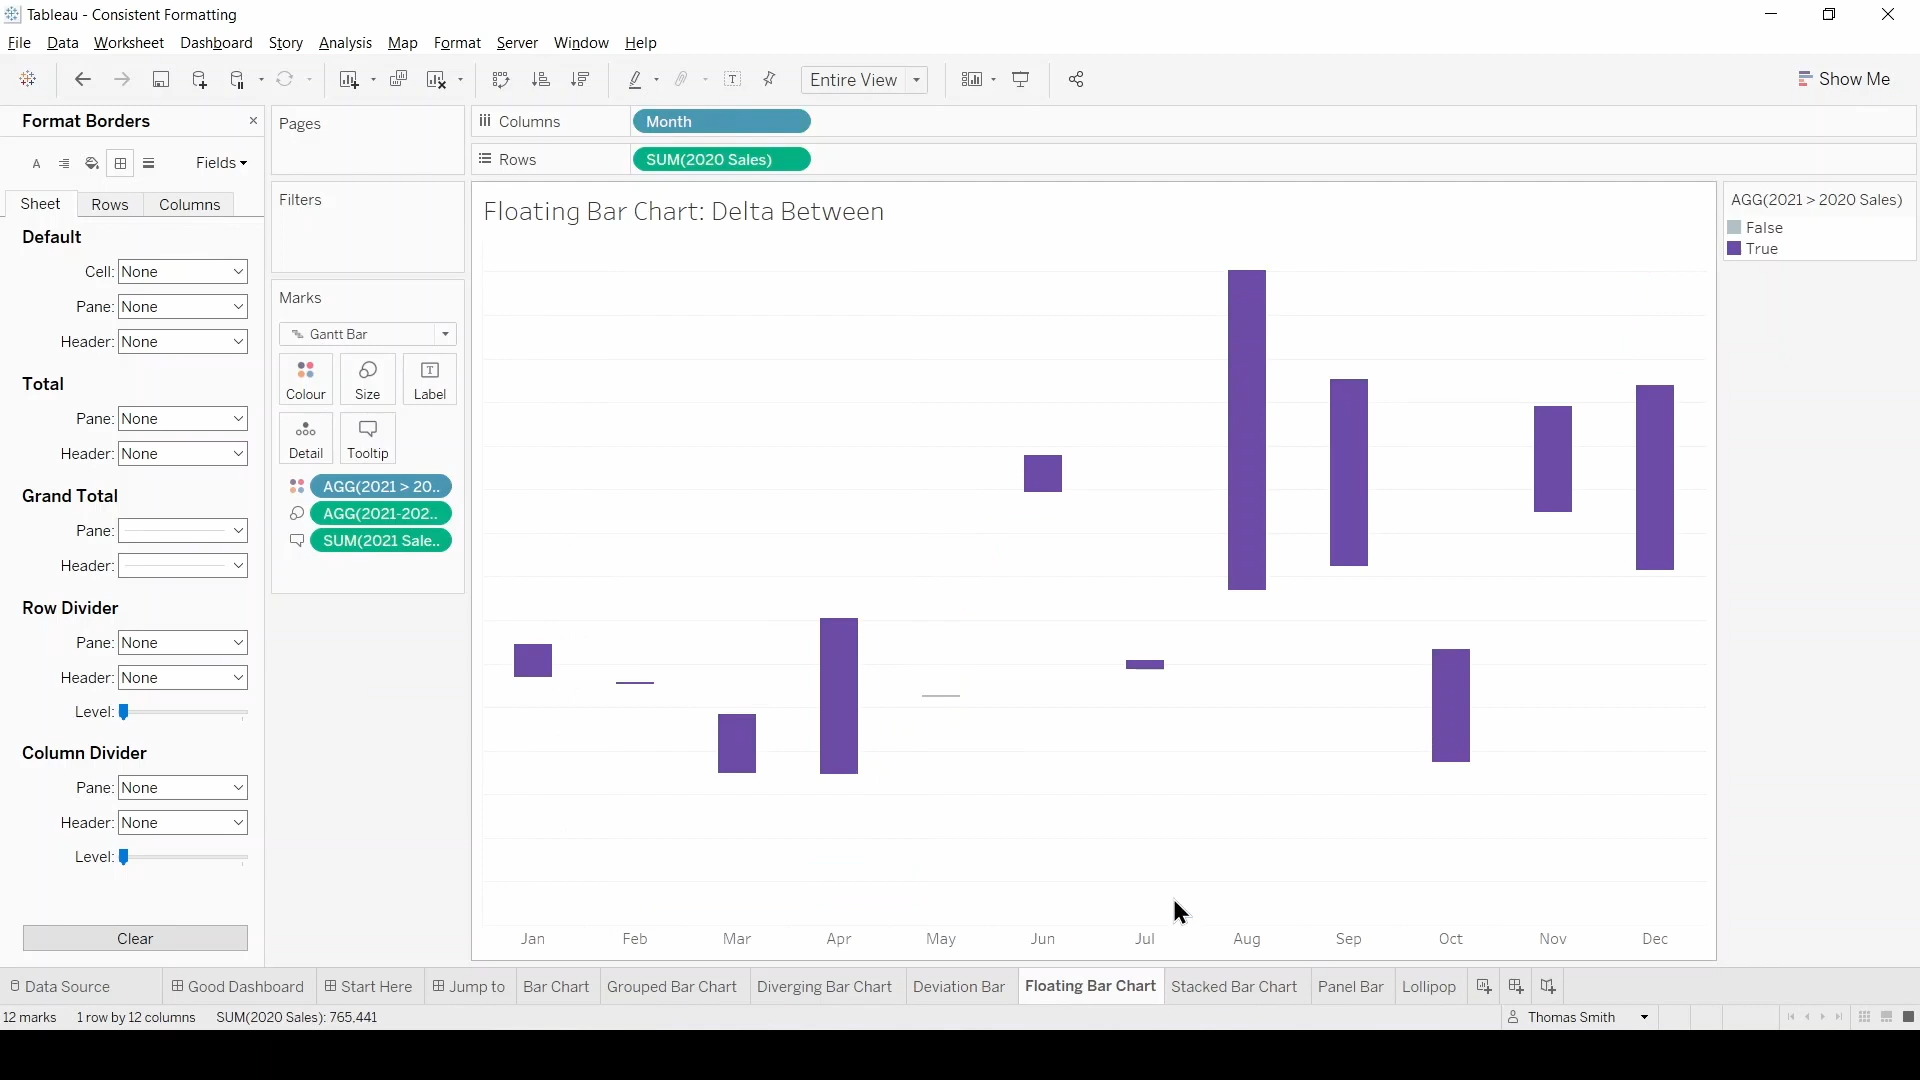 Tableau - Consistent Formatting
File Data Worksheet Dashboard Story Analysis Map Format Server Window Help
Entire View
Show Me
Format Borders
Fields
Sheet Rows Columns
Default
Cell: None
Pane: None
Header: None
Total
Pane: None
Header: None
Grand Total
Pane:
Header:
Row Divider
Pane: None
Header: None
Level:
Column Divider
Pane: None
Header: None
Level:
Clear
Pages
Filters
Marks
Gantt Bar
Colour Size Label
Detail Tooltip
AGG(2021 > 20..
AGG(2021-202..
SUM(2021 Sale..
Columns Month
Rows SUM(2020 Sales)
Floating Bar Chart: Delta Between
Jan Feb Mar Apr May Jun Jul Aug Sep Oct Nov Dec
AGG(2021 > 2020 Sales)
False
True
Data Source Good Dashboard Start Here Jump to Bar Chart Grouped Bar Chart Diverging Bar Chart Deviation Bar Floating Bar Chart Stacked Bar Chart Panel Bar Lollipop
12 marks 1 row by 12 columns SUM(2020 Sales): 765,441 Thomas Smith